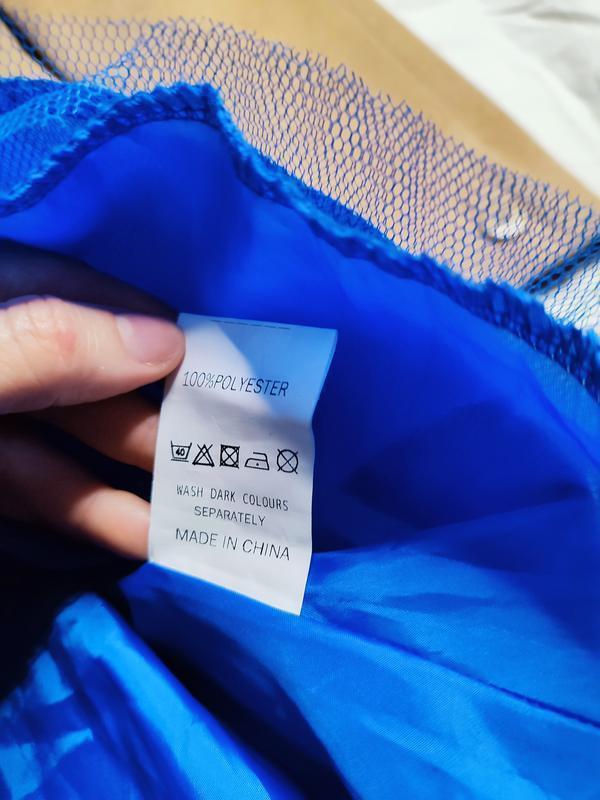 100%POLYESTER
40
WASH DARK COLOURS
SEPARATELY
MADE IN CHINA